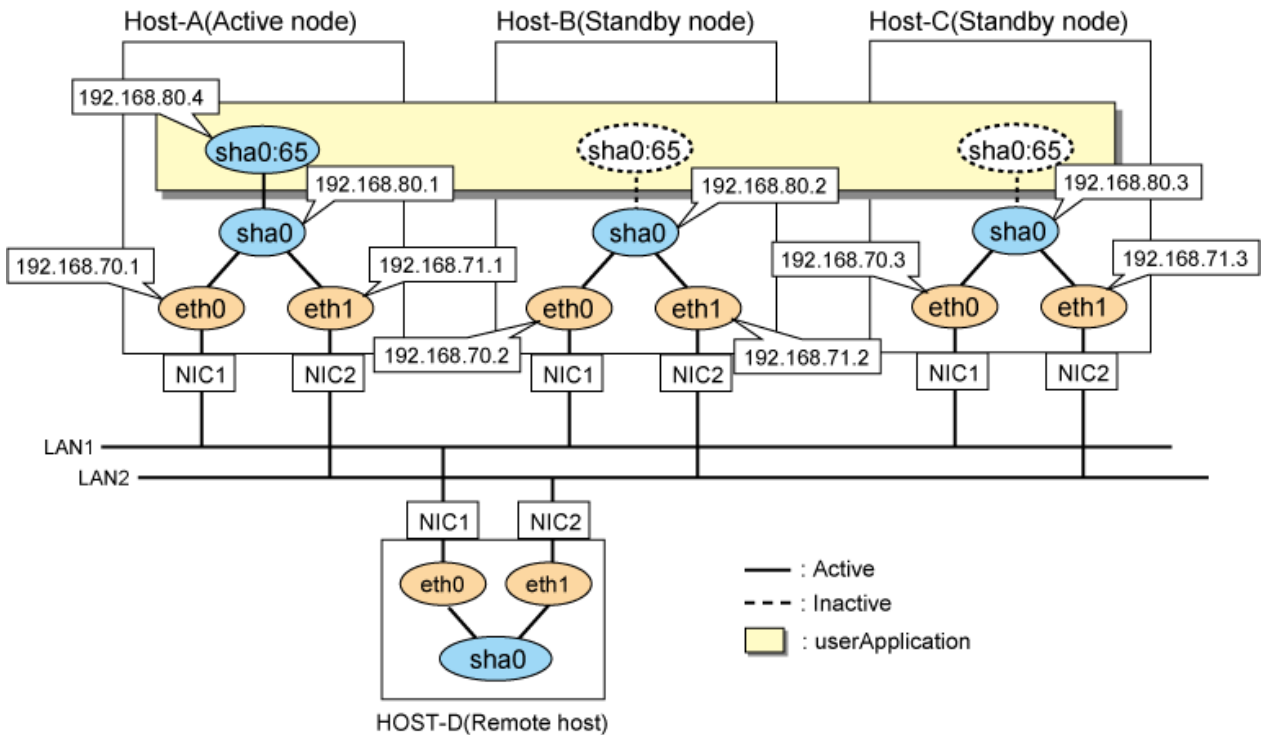 Host-A(Active node)
Host-B(Standby node)
Host-C(Standby node)
192.168.80.4
sha0:65
sha0:65
sha0:65
192.168.80.1
192.168.80.2
192.168.80.3
sha0
sha0
sha0
192.168.70.1
192.168.71.1
192.168.70.3
192.168.71.3
eth0
eth1
eth0
eth1
eth0
eth1
192.168.70.2
192.168.71.2
NIC1
NIC2
NIC1
NIC2
NIC1
NIC2
LAN1
LAN2
NIC1
NIC2
eth0
eth1
sha0
HOST-D(Remote host)
: Active
: Inactive
: userApplication